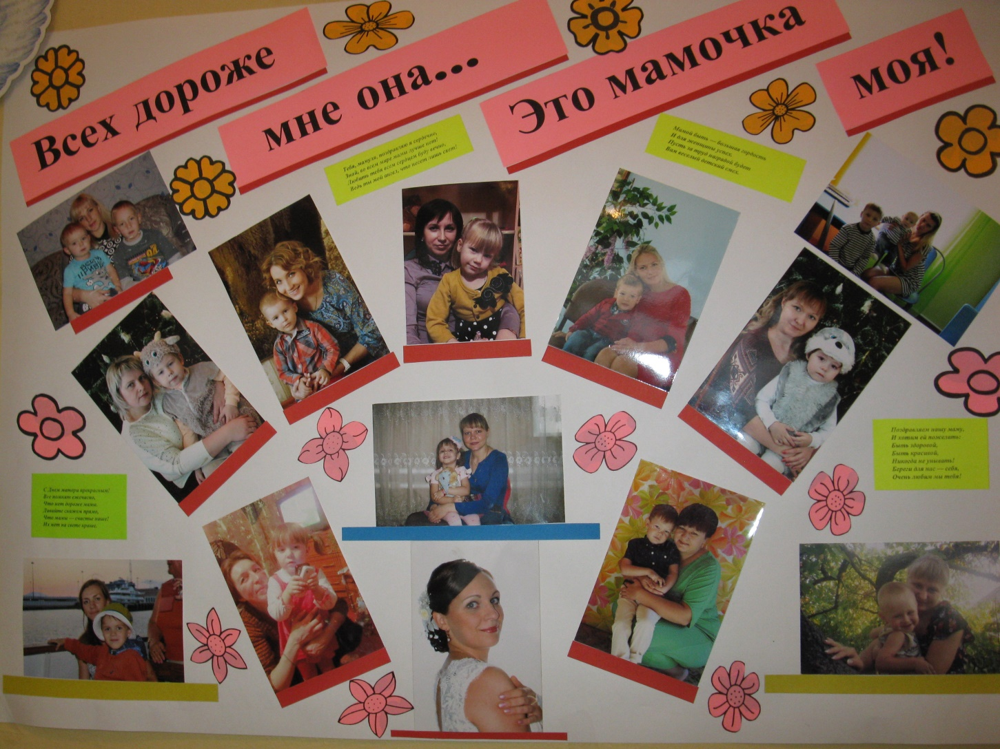 Всех дороже
мне она...
Это мамочка
моя!
Тебя, мамуля, поздравляю я сердечно,
Знай, во всем мире мамы лучше нет!
Любить тебя всем сердцем буду вечно,
Ведь ты мой ангел, что несет лишь свет!
Мамой быть — большая гордость
И для женщины успех.
Пусть за труд наградой будет
Вам веселый детский смех.
С Днем матери прекрасным!
Все помнят ежечасно,
Что нет дороже мамы.
Давайте скажем прямо,
Что мамы — счастье наше!
Их нет на свете краше.
Поздравляем нашу маму,
И хотим ей пожелать:
Быть здоровой,
Быть красивой,
Никогда не унывать!
Береги для нас — себя,
Очень любим мы тебя!